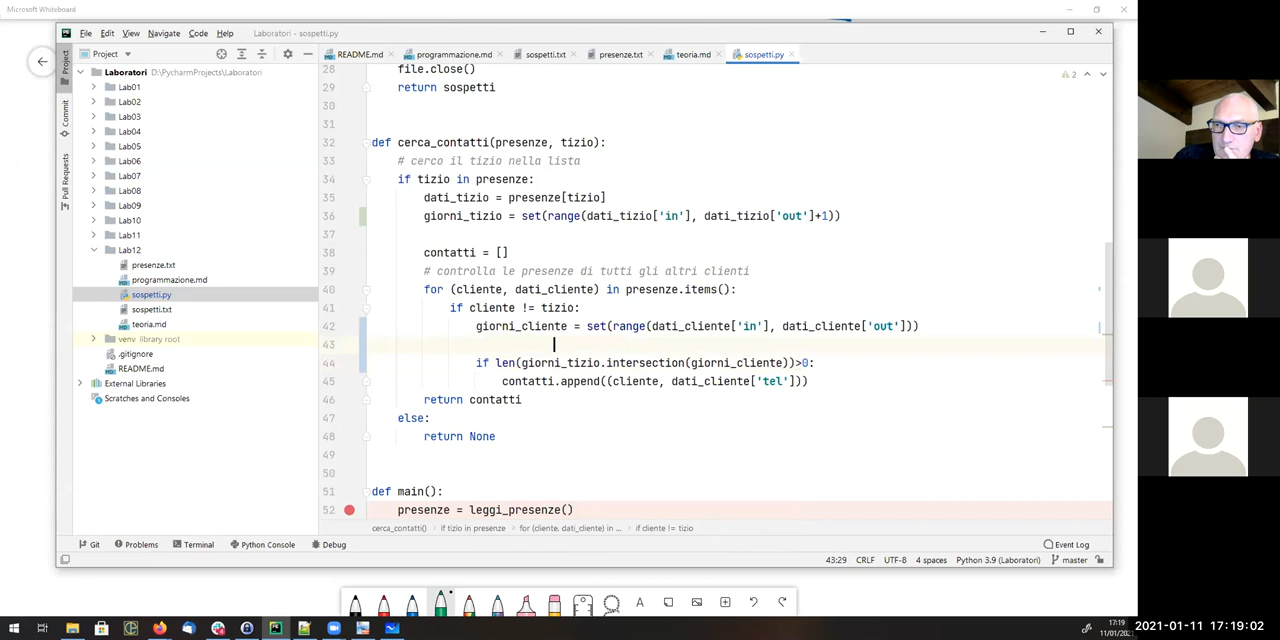 Microsoft Whiteboard
File Edit View Navigate Code Help Laboratori - sospetti.py
Project
README.md programmazione.md sospetti.txt presenze.txt teoria.md sospetti.py
Project
Commit
Pull Requests
Laboratori D:\PycharmProjects\Laboratori
Lab01
Lab02
Lab03
Lab04
Lab05
Lab06
Lab07
Lab08
Lab09
Lab10
Lab11
Lab12
presenze.txt
programmazione.md
sospetti.py
sospetti.txt
teoria.md
venv library root
.gitignore
README.md
External Libraries
Scratches and Consoles
2
28 file.close()
29 return sospetti
30
31
32 def cerca_contatti(presenze, tizio):
33 # cerco il tizio nella lista
34 if tizio in presenze:
35 dati_tizio = presenze[tizio]
36 giorni_tizio = set(range(dati_tizio['in'], dati_tizio['out']+1))
37
38 contatti = []
39 # controlla le presenze di tutti gli altri clienti
40 for (cliente, dati_cliente) in presenze.items():
41 if cliente != tizio:
42 giorni_cliente = set(range(dati_cliente['in'], dati_cliente['out']))
43
44 if len(giorni_tizio.intersection(giorni_cliente))>0:
45 contatti.append((cliente, dati_cliente['tel']))
46 return contatti
47 else:
48 return None
49
50
51 def main():
52 presenze = leggi_presenze()
cerca_contatti() if tizio in presenze for (cliente, dati_cliente) in ... if cliente != tizio
Git Problems Terminal Python Console Debug Event Log
43:29 CRLF UTF-8 4 spaces Python 3.9 (Laboratori) master
A
17:19
11/01/2021
2021-01-11 17:19:02